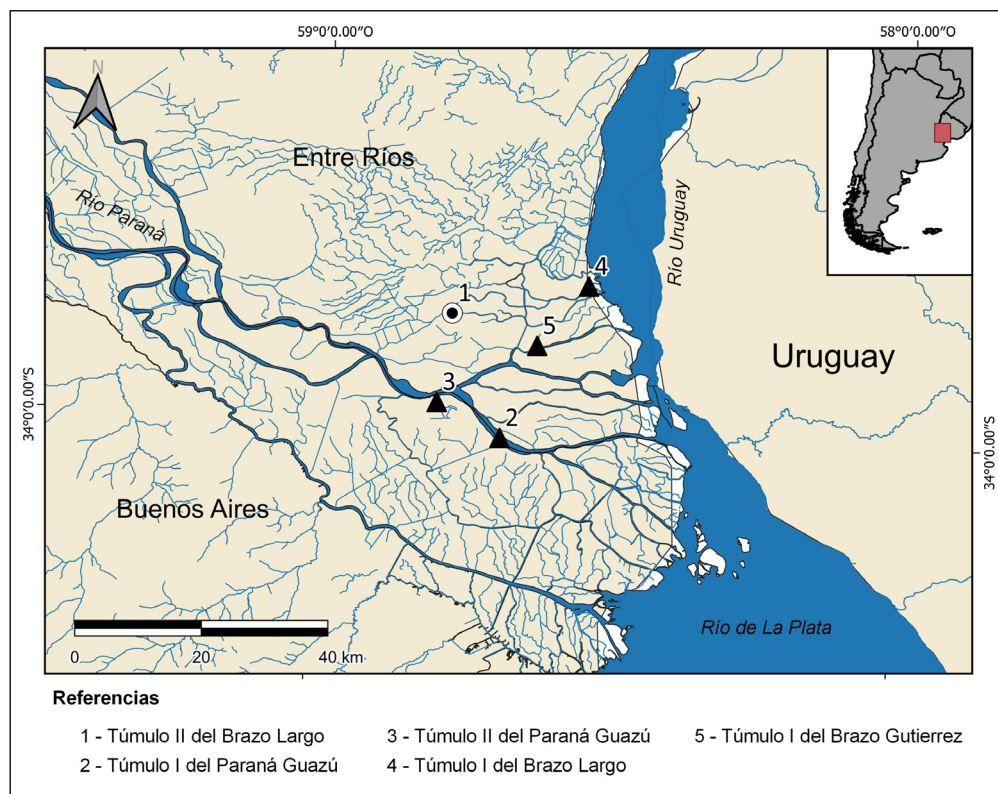 59°0'0.00"O
58°0'0.00"O
N
Entre Ríos
Río Paraná
Río Uruguay
4
1
5
Uruguay
3
34°0'0.00"S
2
34°0'0.00"S
Buenos Aires
Río de La Plata
0 20 40 km
Referencias
1 - Túmulo II del Brazo Largo
3 - Túmulo II del Paraná Guazú
5 - Túmulo I del Brazo Gutierrez
2 - Túmulo I del Paraná Guazú
4 - Túmulo I del Brazo Largo